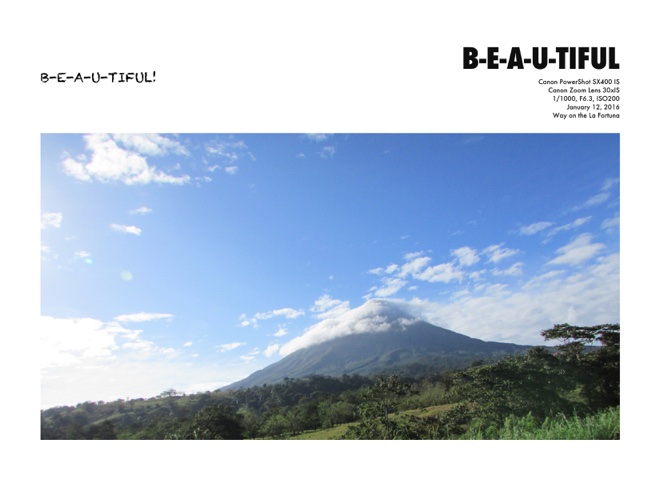 B-E-A-U-TIFUL!
B-E-A-U-TIFUL
Canon PowerShot SX400 IS
Canon Zoom Lens 30xIS
1/1000, F6.3, ISO200
January 12, 2016
Way on the La Fortuna